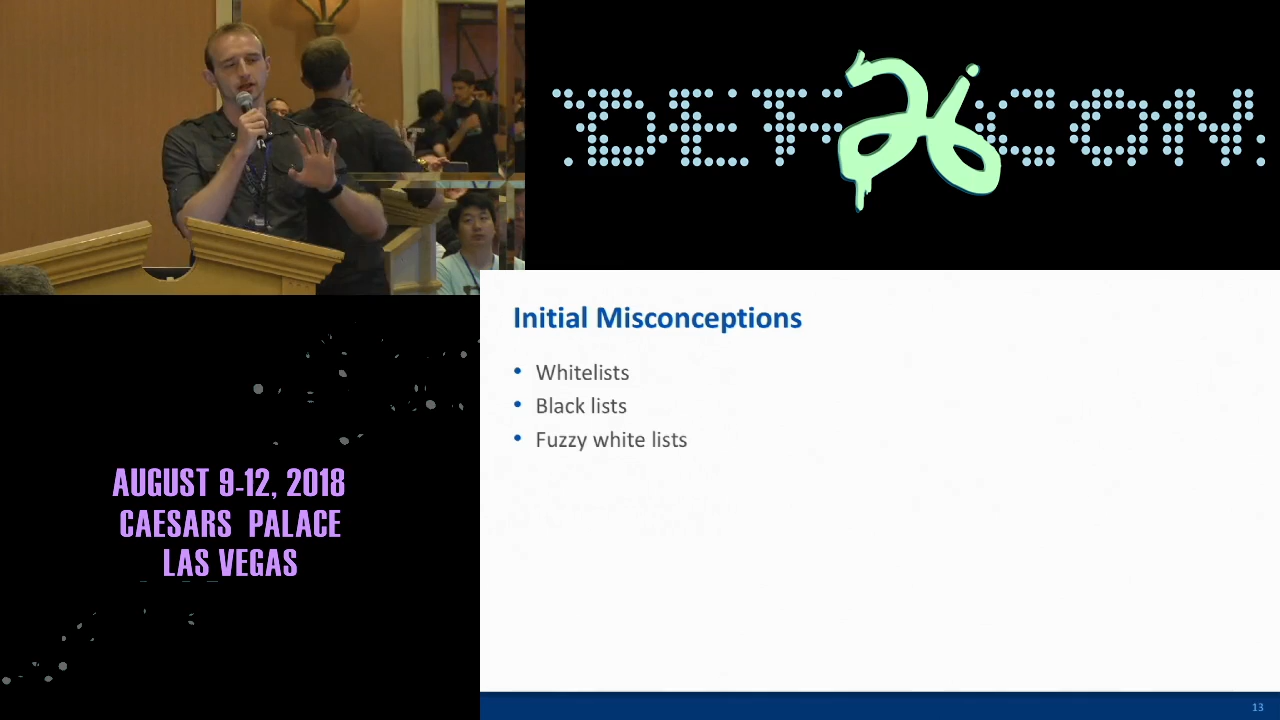 DEF 26 CON
Initial Misconceptions
• Whitelists
• Black lists
• Fuzzy white lists
AUGUST 9-12, 2018
CAESARS PALACE
LAS VEGAS
13